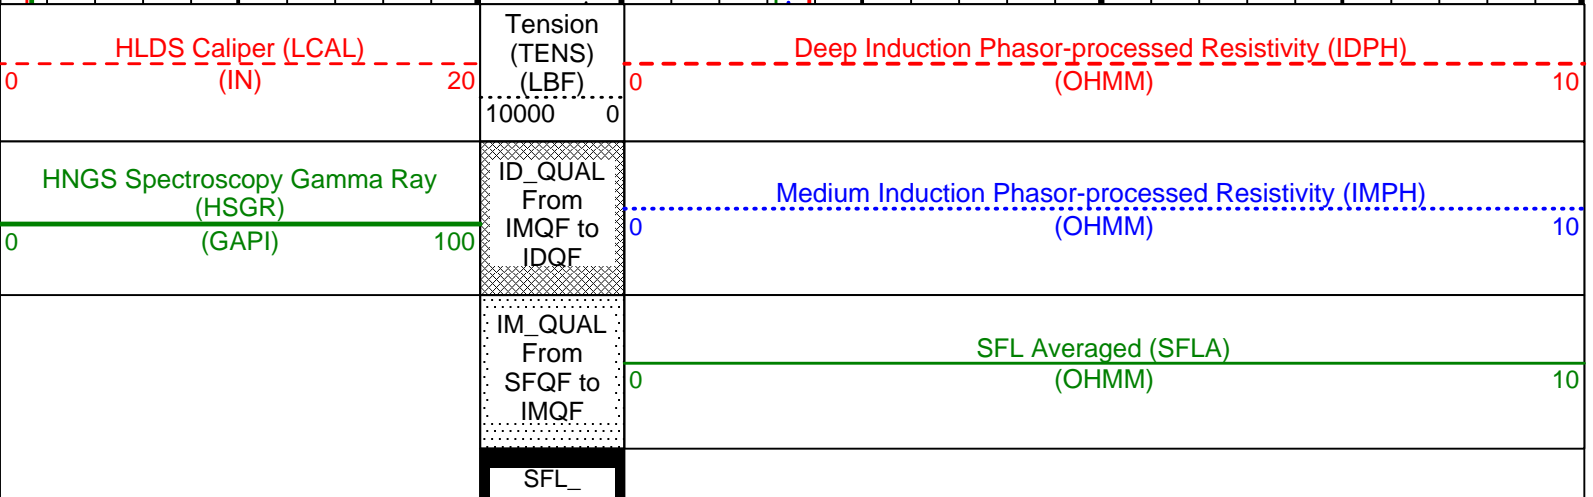 HLDS Caliper (LCAL)
0 (IN) 20
Tension
(TENS)
(LBF)
10000 0
Deep Induction Phasor-processed Resistivity (IDPH)
0 (OHMM) 10
HNGS Spectroscopy Gamma Ray
(HSGR)
0 (GAPI) 100
ID_QUAL
From
IMQF to
IDQF
Medium Induction Phasor-processed Resistivity (IMPH)
0 (OHMM) 10
IM_QUAL
From
SFQF to
IMQF
SFL Averaged (SFLA)
0 (OHMM) 10
SFL_